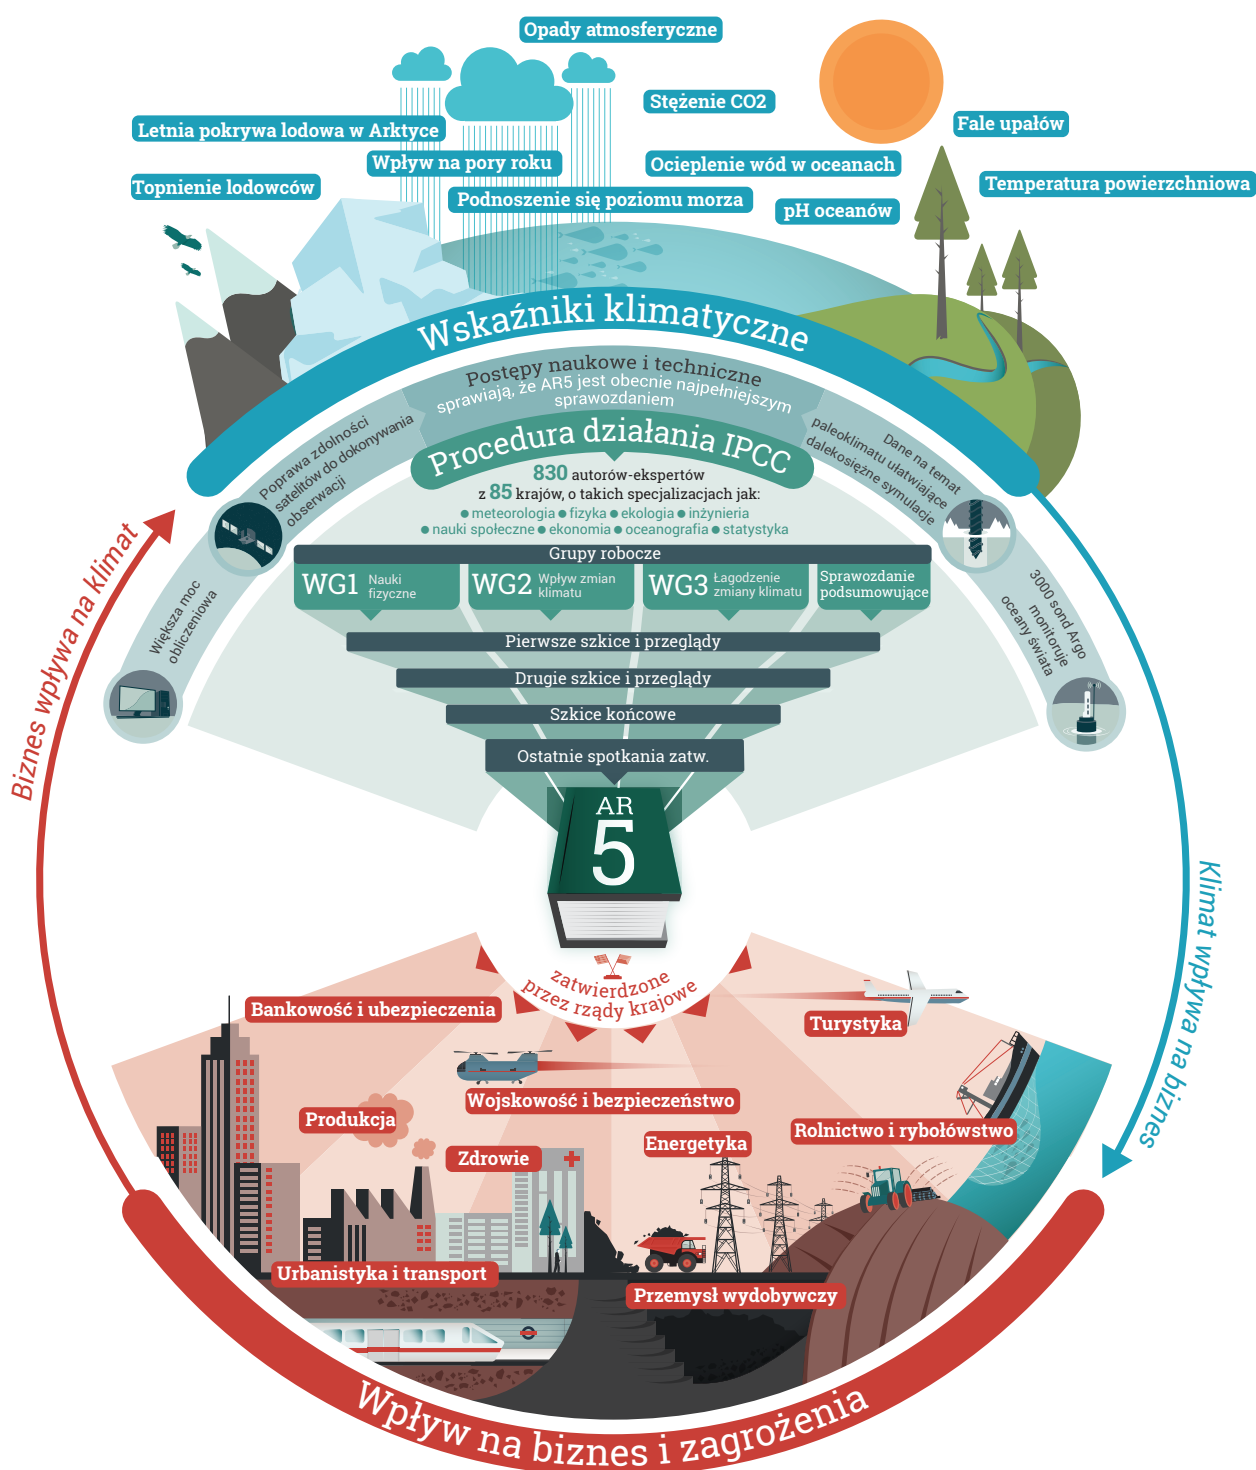 Opady atmosferyczne
Stężenie CO2
Fale upałów
Letnia pokrywa lodowa w Arktyce
Wpływ na pory roku
Ocieplenie wód w oceanach
Topnienie lodowców
Temperatura powierzchniowa
Podnoszenie się poziomu morza
pH oceanów
Wskaźniki klimatyczne
Postępy naukowe i techniczne
sprawiają, że AR5 jest obecnie najpełniejszym
sprawozdaniem
Poprawa zdolności
satelitów do dokonywania
obserwacji
Większa moc
obliczeniowa
Dane na temat
paleoklimatu ułatwiające
dalekosiężne symulacje
3000 sond Argo
monitoruje
oceany świata
Procedura działania IPCC
830 autorów-ekspertów
z 85 krajów, o takich specjalizacjach jak:
● meteorologia ● fizyka ● ekologia ● inżynieria
● nauki społeczne ● ekonomia ● oceanografia ● statystyka
Grupy robocze
WG1 Nauki
fizyczne
WG2 Wpływ zmian
klimatu
WG3 Łagodzenie
zmiany klimatu
Sprawozdanie
podsumowujące
Pierwsze szkice i przeglądy
Drugie szkice i przeglądy
Szkice końcowe
Ostatnie spotkania zatw.
AR
5
zatwierdzone
przez rządy krajowe
Biznes wpływa na klimat
Klimat wpływa na biznes
Bankowość i ubezpieczenia
Turystyka
Wojskowość i bezpieczeństwo
Produkcja
Rolnictwo i rybołówstwo
Energetyka
Zdrowie
Urbanistyka i transport
Przemysł wydobywczy
Wpływ na biznes i zagrożenia